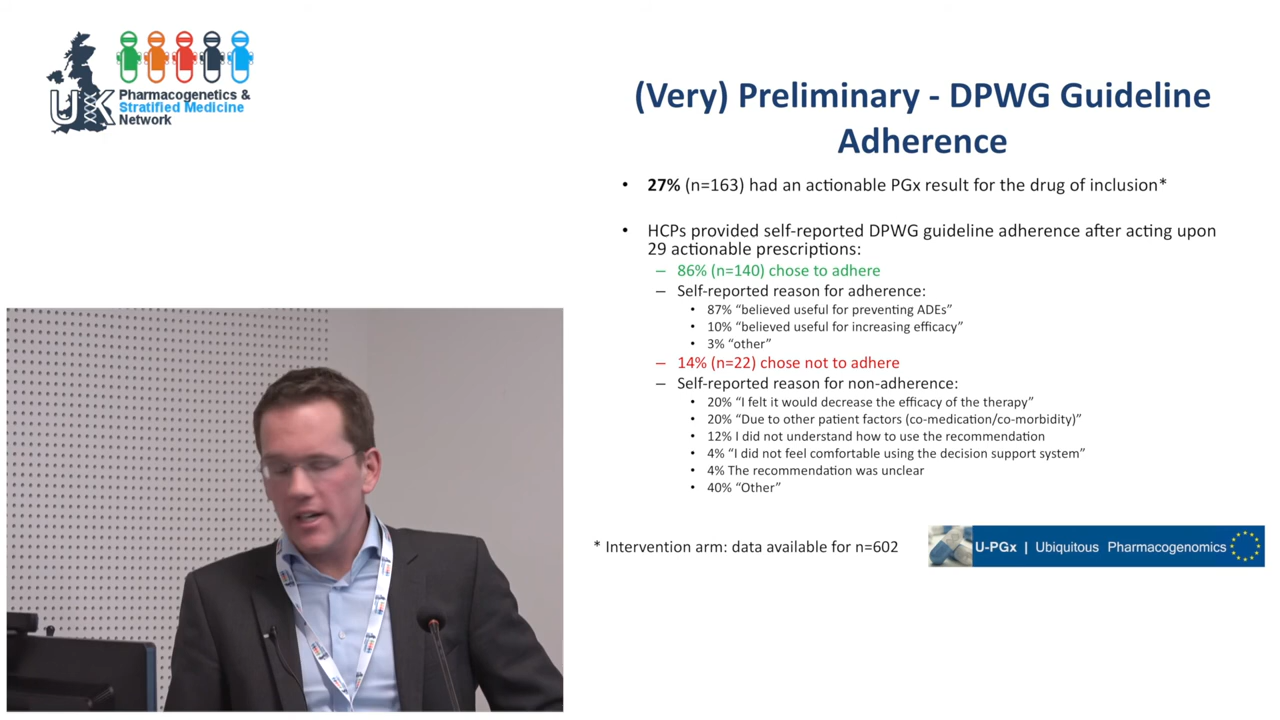 UK
Pharmacogenetics &
Stratified Medicine
Network
(Very) Preliminary - DPWG Guideline
Adherence
• 27% (n=163) had an actionable PGx result for the drug of inclusion*
• HCPs provided self-reported DPWG guideline adherence after acting upon
29 actionable prescriptions:
– 86% (n=140) chose to adhere
– Self-reported reason for adherence:
• 87% “believed useful for preventing ADEs”
• 10% “believed useful for increasing efficacy”
• 3% “other”
– 14% (n=22) chose not to adhere
– Self-reported reason for non-adherence:
• 20% “I felt it would decrease the efficacy of the therapy”
• 20% “Due to other patient factors (co-medication/co-morbidity)”
• 12% I did not understand how to use the recommendation
• 4% “I did not feel comfortable using the decision support system”
• 4% The recommendation was unclear
• 40% “Other”
* Intervention arm: data available for n=602
U-PGx | Ubiquitous Pharmacogenomics